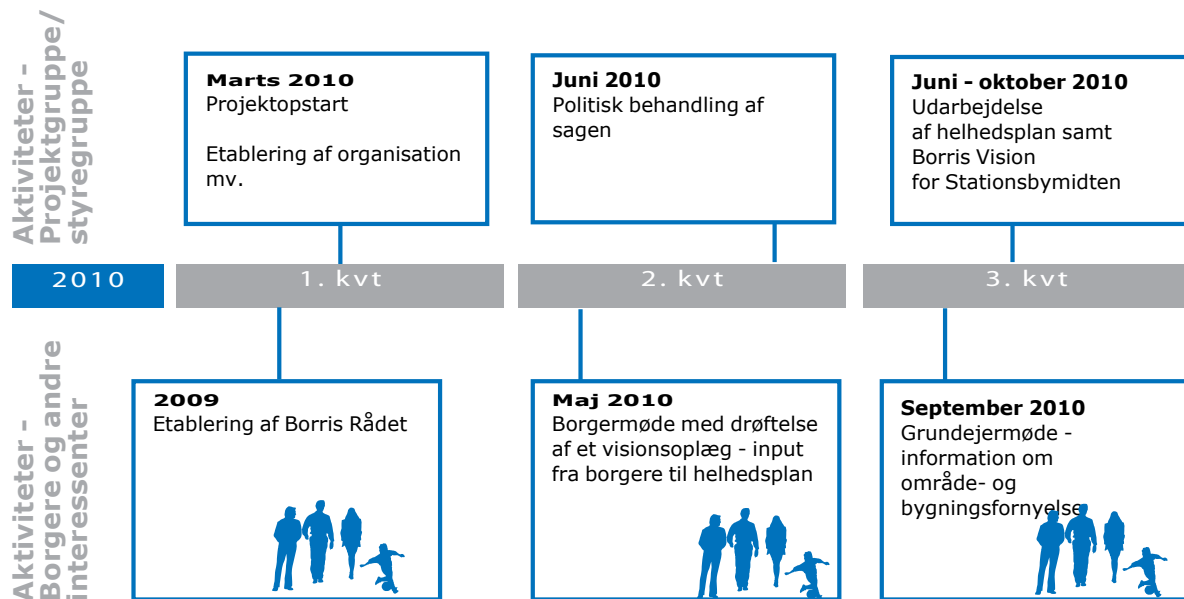 Aktiviteter -
Projektgruppe/
styregruppe
Marts 2010
Projektopstart
Etablering af organisation
mv.
Juni 2010
Politisk behandling af
sagen
Juni - oktober 2010
Udarbejdelse
af helhedsplan samt
Borris Vision
for Stationsbymidten
2010
1. kvt
2. kvt
3. kvt
Aktiviteter -
Borgere og andre
interessenter
2009
Etablering af Borris Rådet
Maj 2010
Borgermøde med drøftelse
af et visionsoplæg - input
fra borgere til helhedsplan
September 2010
Grundejermøde -
information om
område- og
bygningsfornyelse